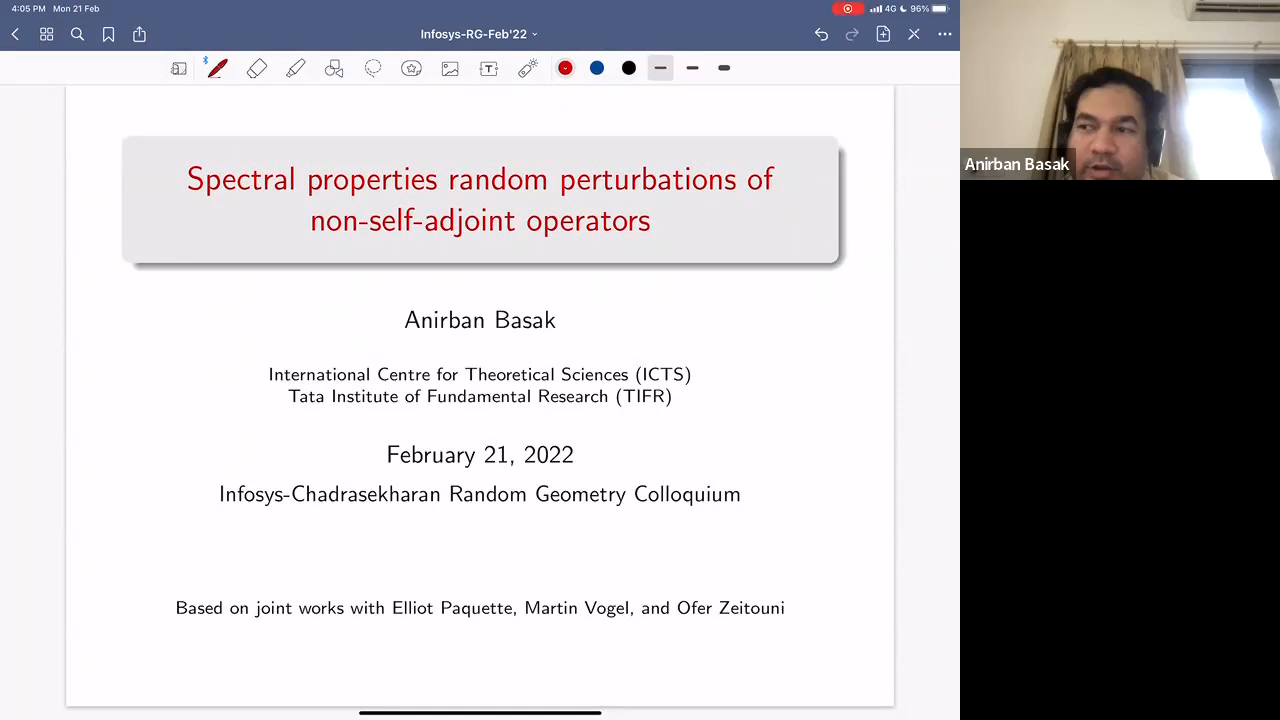 4:05 PM Mon 21 Feb
4G 96%
Infosys-RG-Feb'22
T
Spectral properties random perturbations of
non-self-adjoint operators
Anirban Basak
International Centre for Theoretical Sciences (ICTS)
Tata Institute of Fundamental Research (TIFR)
February 21, 2022
Infosys-Chadrasekharan Random Geometry Colloquium
Based on joint works with Elliot Paquette, Martin Vogel, and Ofer Zeitouni
Anirban Basak